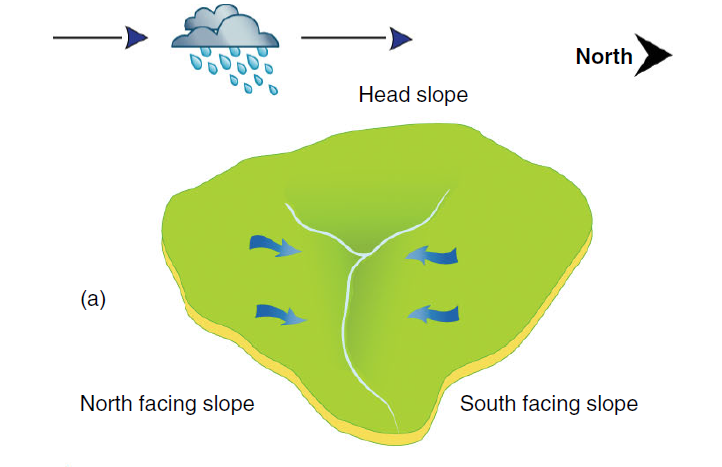 North
Head slope
(a)
North facing slope
South facing slope